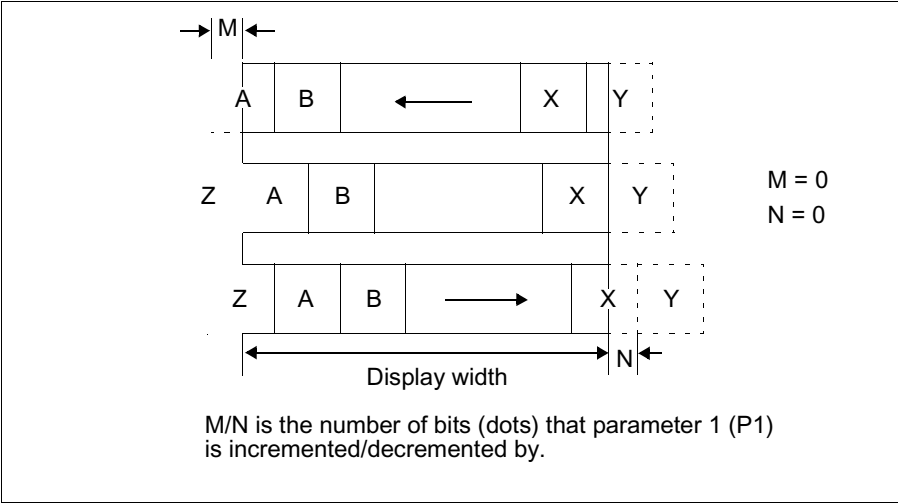 M
A B X Y
Z A B X Y
M = 0
N = 0
Z A B X Y
N
Display width
M/N is the number of bits (dots) that parameter 1 (P1)
is incremented/decremented by.